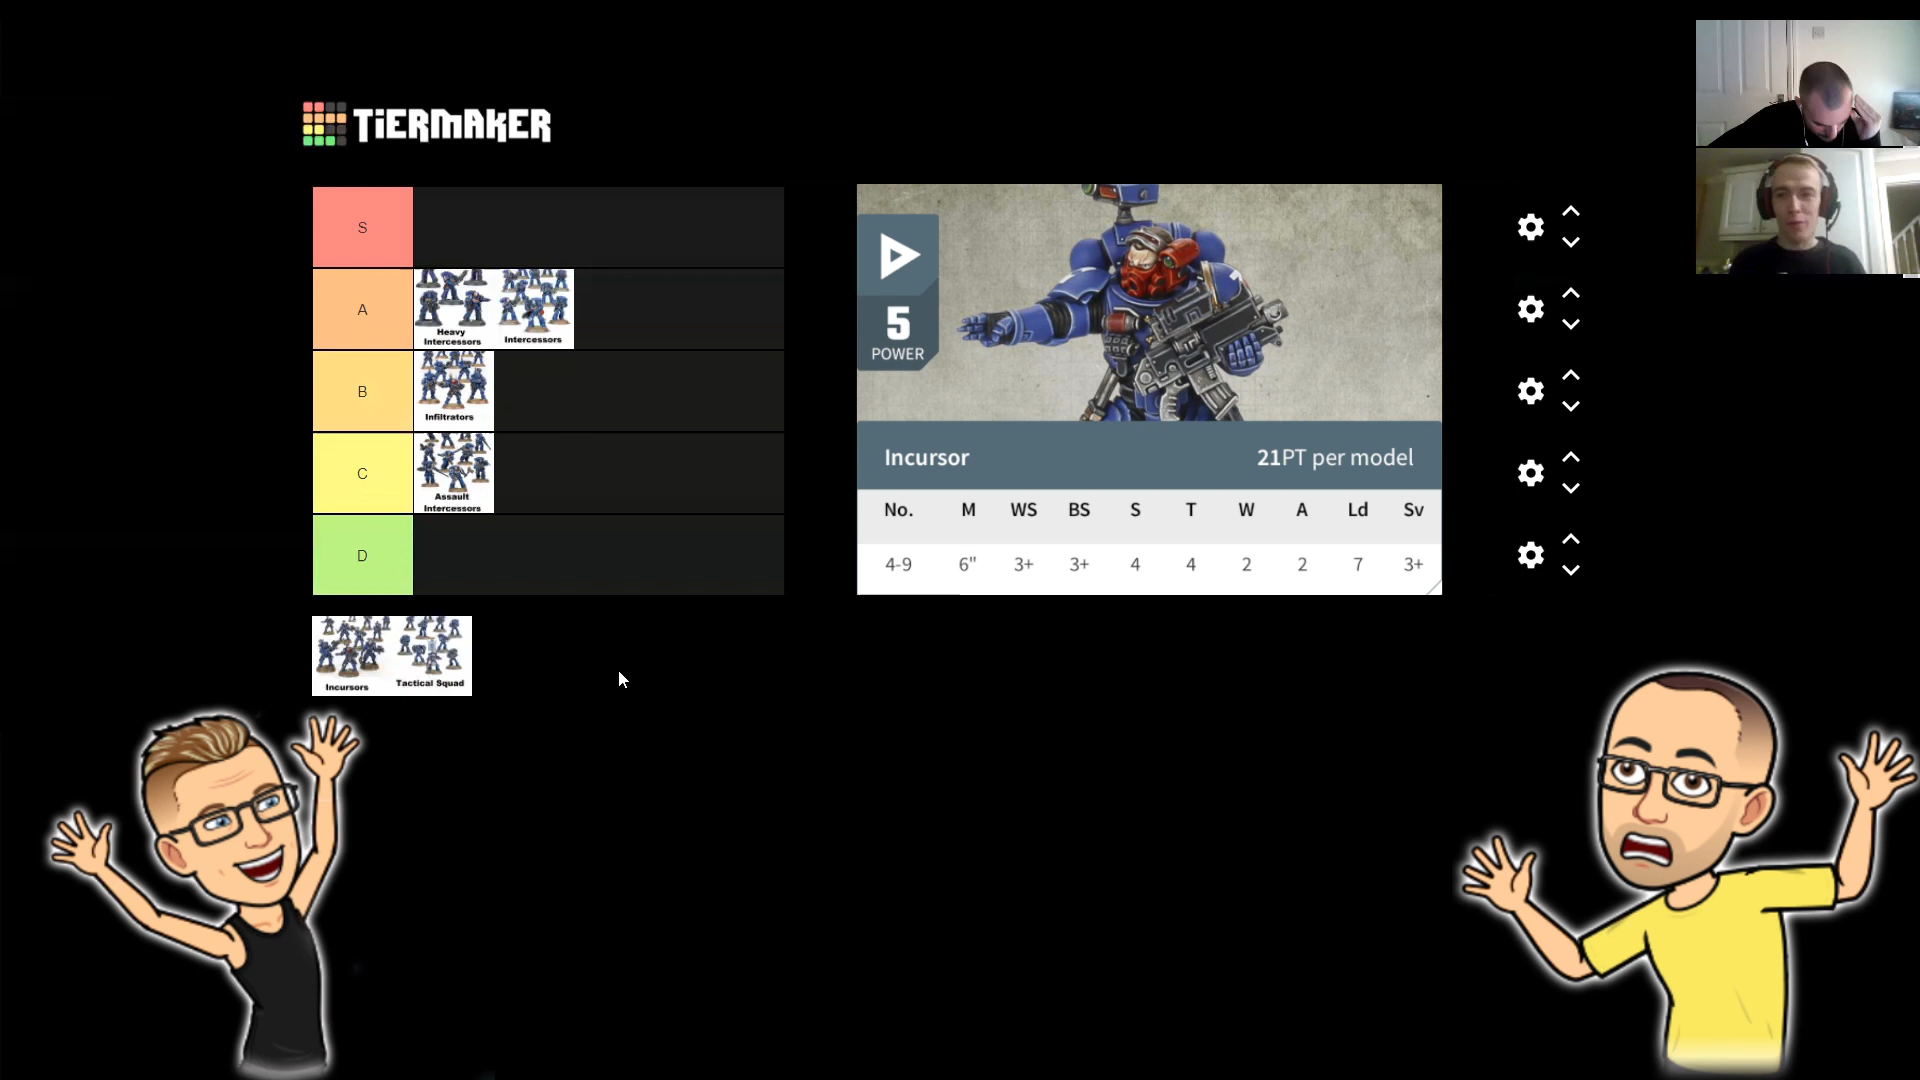 TiERMAKER
S
A
Heavy
Intercessors
Intercessors
B
Infiltrators
C
Assault
Intercessors
D
Incursors
Tactical Squad
5
POWER
Incursor 21PT per model
No. M WS BS S T W A Ld Sv
4-9 6" 3+ 3+ 4 4 2 2 7 3+